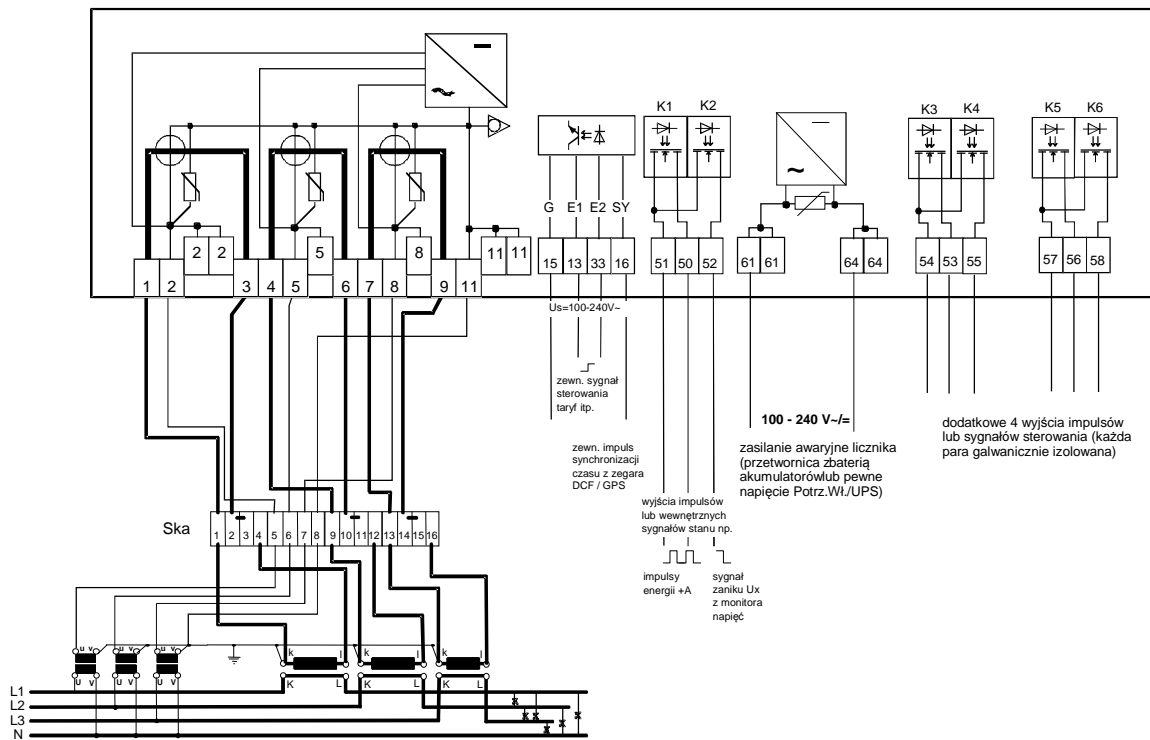 K1 K2
K3 K4
K5 K6
G E1 E2 SY
2 2 5 8 11 11
1 2 3 4 5 6 7 8 9 11
15 13 33 16
51 50 52
61 61
64 64
54 53 55
57 56 58
Us=100-240V~
zewn. sygnał
sterowania
taryf itp.
zewn. impuls
synchronizacji
czasu z zegara
DCF / GPS
wyjścia impulsów
lub wewnętrznych
sygnałów stanu np.
impulsy
energii +A
sygnał
zaniku Ux
z monitora
napięć
100 - 240 V~/=
zasilanie awaryjne licznika
(przetwornica zbaterią
akumulatorówlub pewne
napięcie Potrz.Wł./UPS)
dodatkowe 4 wyjścia impulsów
lub sygnałów sterowania (każda
para galwanicznie izolowana)
Ska
1 2 3 4 5 6 7 8 9 10 11 12 13 14 15 16
u v u v u v
k l k l k l
u v u v u v
K L K L K L
L1
L2
L3
N